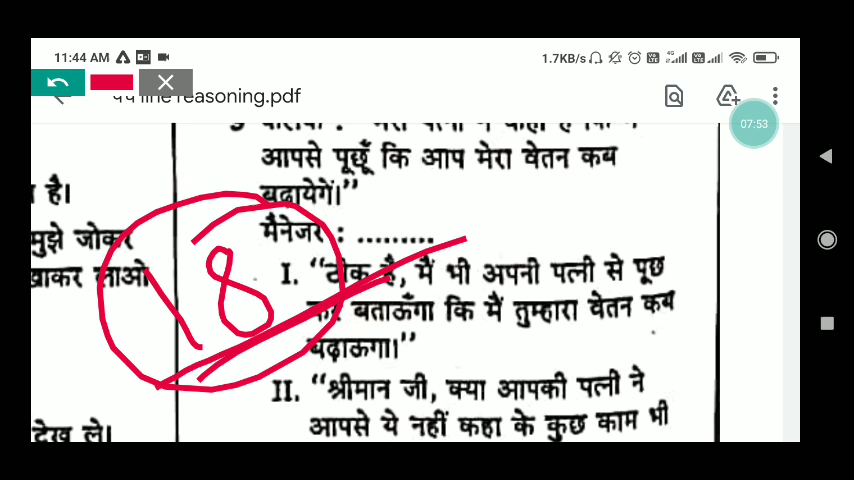 11:44 AM
1.7KB/s
reasoning.pdf
07:53
आपसे पूछूँ कि आप मेरा वेतन कब
बढ़ायेगें।”
मैनेजर : .........
I. “ठीक है, मैं भी अपनी पत्नी से पूछ
कर बताऊँगा कि मैं तुम्हारा वेतन कब
बढ़ाऊगा।”
II. “श्रीमान जी, क्या आपकी पत्नी ने
आपसे ये नहीं कहा के कुछ काम भी
है।
मुझे जोकर
लाओ
देख ले।
18